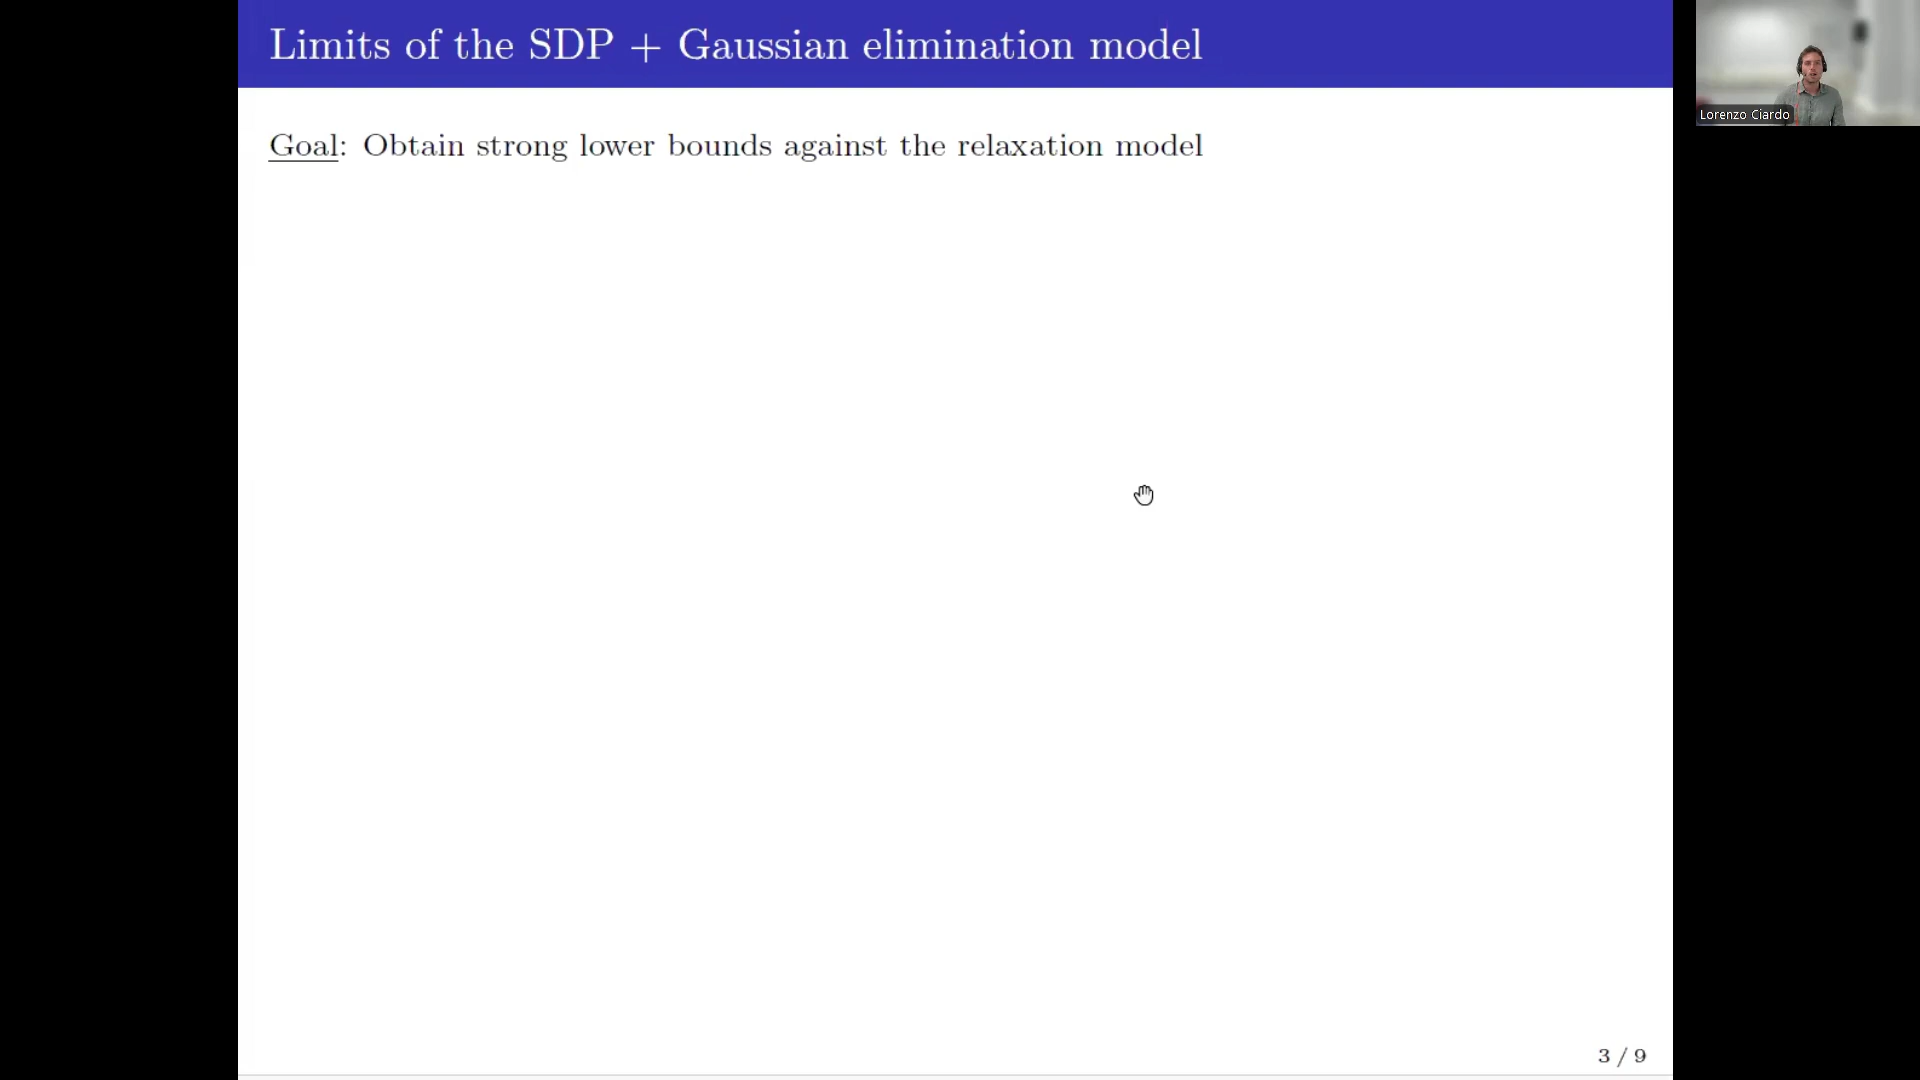 Limits of the SDP + Gaussian elimination model
Goal: Obtain strong lower bounds against the relaxation model
Lorenzo Ciardo
3 / 9